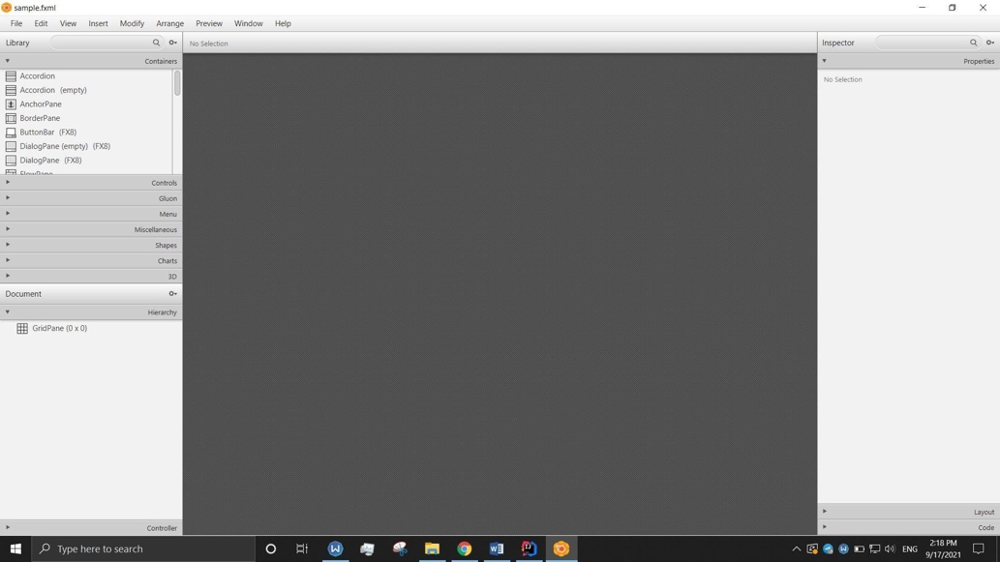 sample.fxml
File Edit View Insert Modify Arrange Preview Window Help
Library
No Selection
Inspector
Containers
Properties
Accordion
Accordion (empty)
AnchorPane
BorderPane
ButtonBar (FX8)
DialogPane (empty) (FX8)
DialogPane (FX8)
FlowPane
No Selection
Controls
Gluon
Menu
Miscellaneous
Shapes
Charts
3D
Document
Hierarchy
GridPane (0 x 0)
Controller
Layout
Code
Type here to search
ENG
2:18 PM
9/17/2021